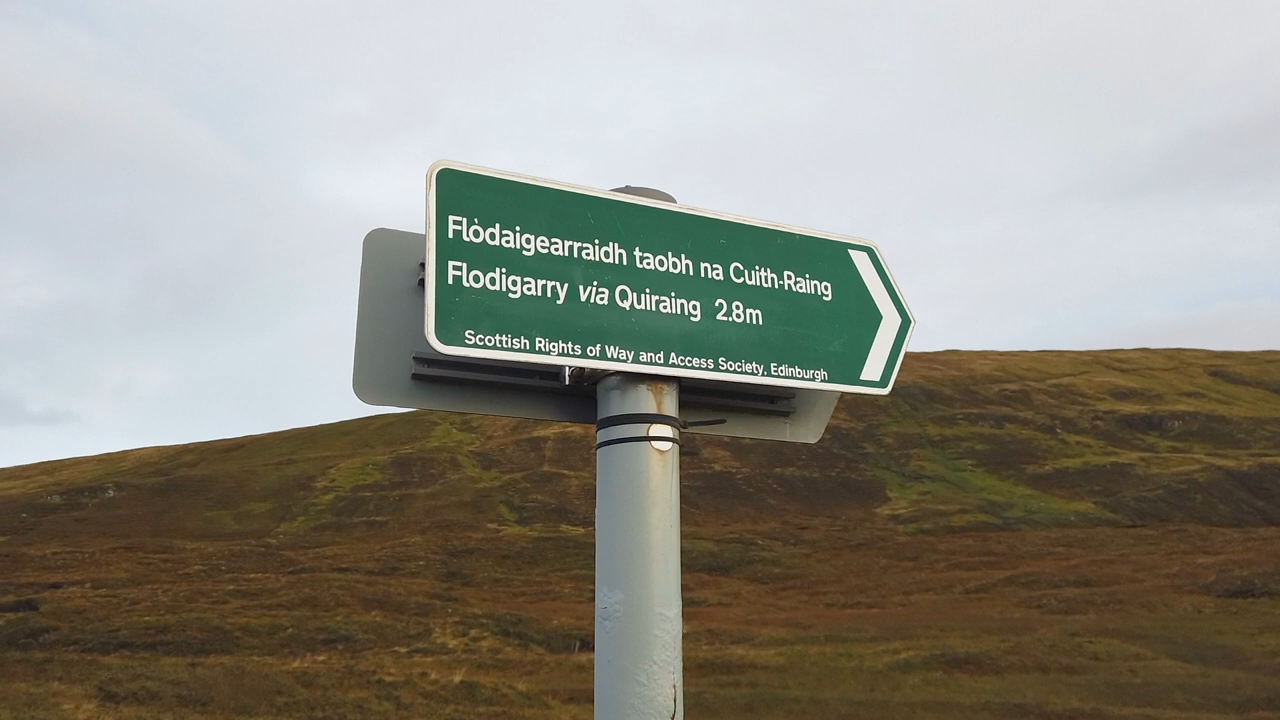 Flòdaigearraidh taobh na Cuith-Raing
Flodigarry via Quiraing 2.8m
Scottish Rights of Way and Access Society, Edinburgh